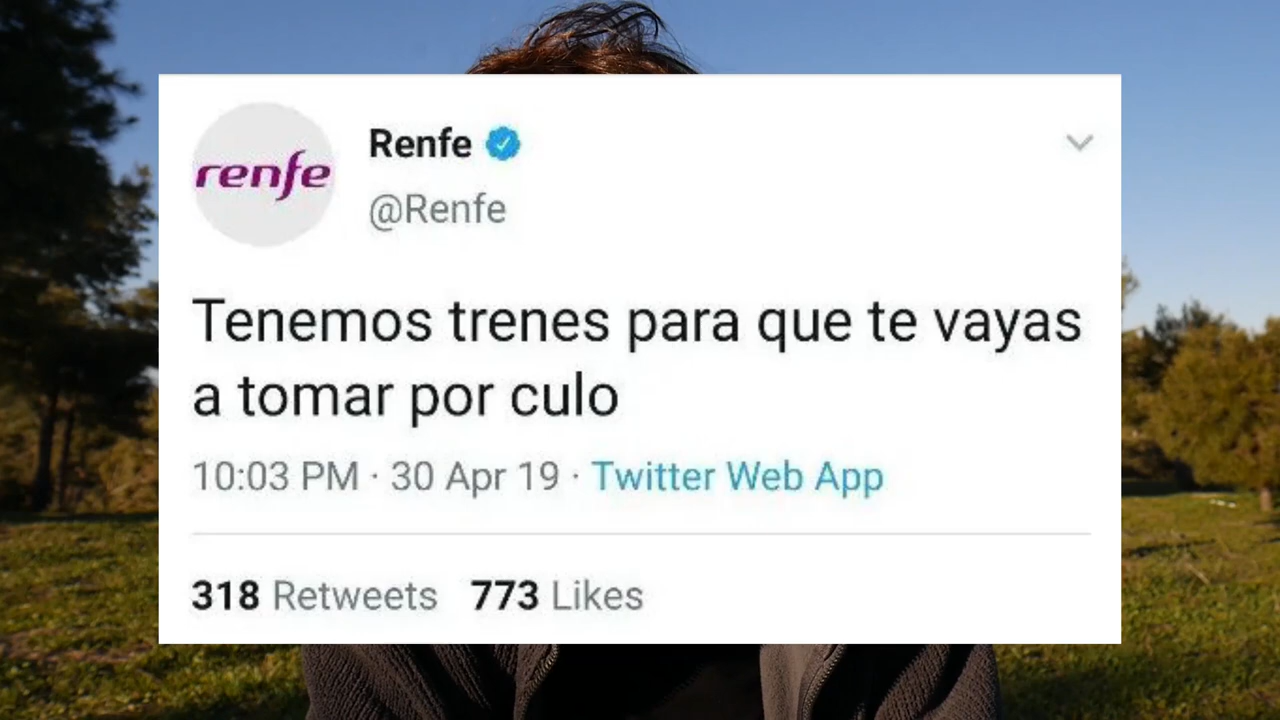 renfe
Renfe
@Renfe
Tenemos trenes para que te vayas
a tomar por culo
10:03 PM · 30 Apr 19 · Twitter Web App
318 Retweets 773 Likes